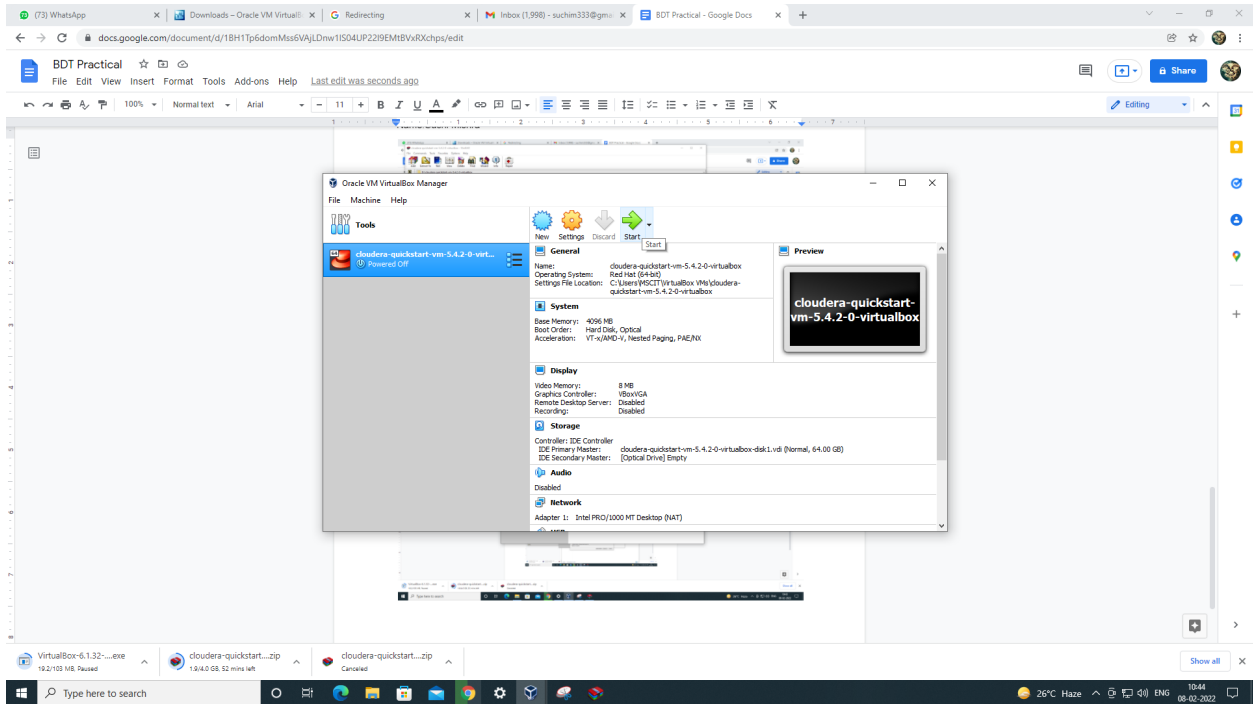 (73) WhatsApp
Downloads – Oracle VM VirtualB
Redirecting
Inbox (1,998) - suchim333@gma
BDT Practical - Google Docs
docs.google.com/document/d/18H1Tp6domMss6VAjLDnw1IS04UP22I9EMtBVxRXchps/edit
BDT Practical
File Edit View Insert Format Tools Add-ons Help Last edit was seconds ago
Share
100% Normal text Arial 11 B I U A Editing
Oracle VM VirtualBox Manager
File Machine Help
Tools
New Settings Discard Start
Start
cloudera-quickstart-vm-5.4.2-0-virt...
Powered Off
General
Name: cloudera-quickstart-vm-5.4.2-0-virtualbox
Operating System: Red Hat (64-bit)
Settings File Location: C:\Users\MSCIT\VirtualBox VMs\cloudera-
quickstart-vm-5.4.2-0-virtualbox
Preview
cloudera-quickstart-
vm-5.4.2-0-virtualbox
System
Base Memory: 4096 MB
Boot Order: Hard Disk, Optical
Acceleration: VT-x/AMD-V, Nested Paging, PAE/NX
Display
Video Memory: 8 MB
Graphics Controller: VBoxVGA
Remote Desktop Server: Disabled
Recording: Disabled
Storage
Controller: IDE Controller
IDE Primary Master: cloudera-quickstart-vm-5.4.2-0-virtualbox-disk1.vdi (Normal, 64.00 GB)
IDE Secondary Master: [Optical Drive] Empty
Audio
Disabled
Network
Adapter 1: Intel PRO/1000 MT Desktop (NAT)
VirtualBox-6.1.32-....exe
19.2/103 MB, Paused
cloudera-quickstart....zip
1.9/4.0 GB, 52 mins left
cloudera-quickstart....zip
Canceled
Show all
Type here to search
26°C Haze
ENG
10:44
08-02-2022